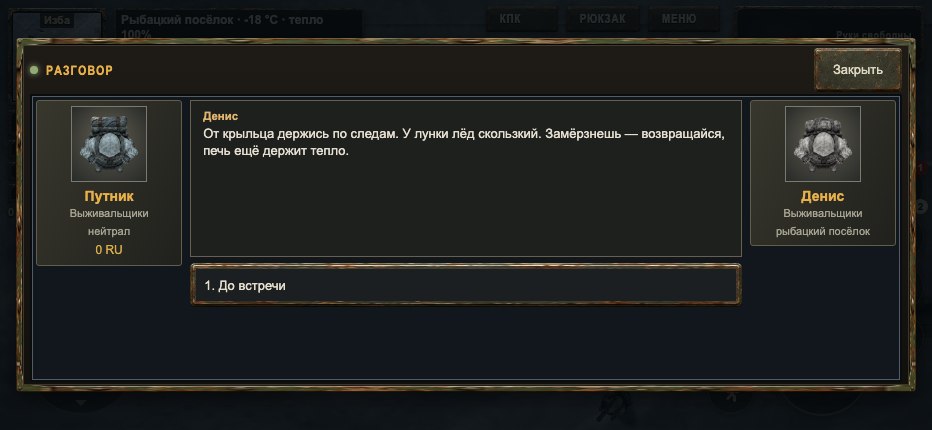 Изба
Рыбацкий посёлок · -18 °C · тепло
100%
КПК
РЮКЗАК
МЕНЮ
Руки свободны
РАЗГОВОР
Закрыть
Путник
Выживальщики
нейтрал
0 RU
Денис
От крыльца держись по следам. У лунки лёд скользкий. Замёрзнешь — возвращайся,
печь ещё держит тепло.
1. До встречи
Денис
Выживальщики
рыбацкий посёлок